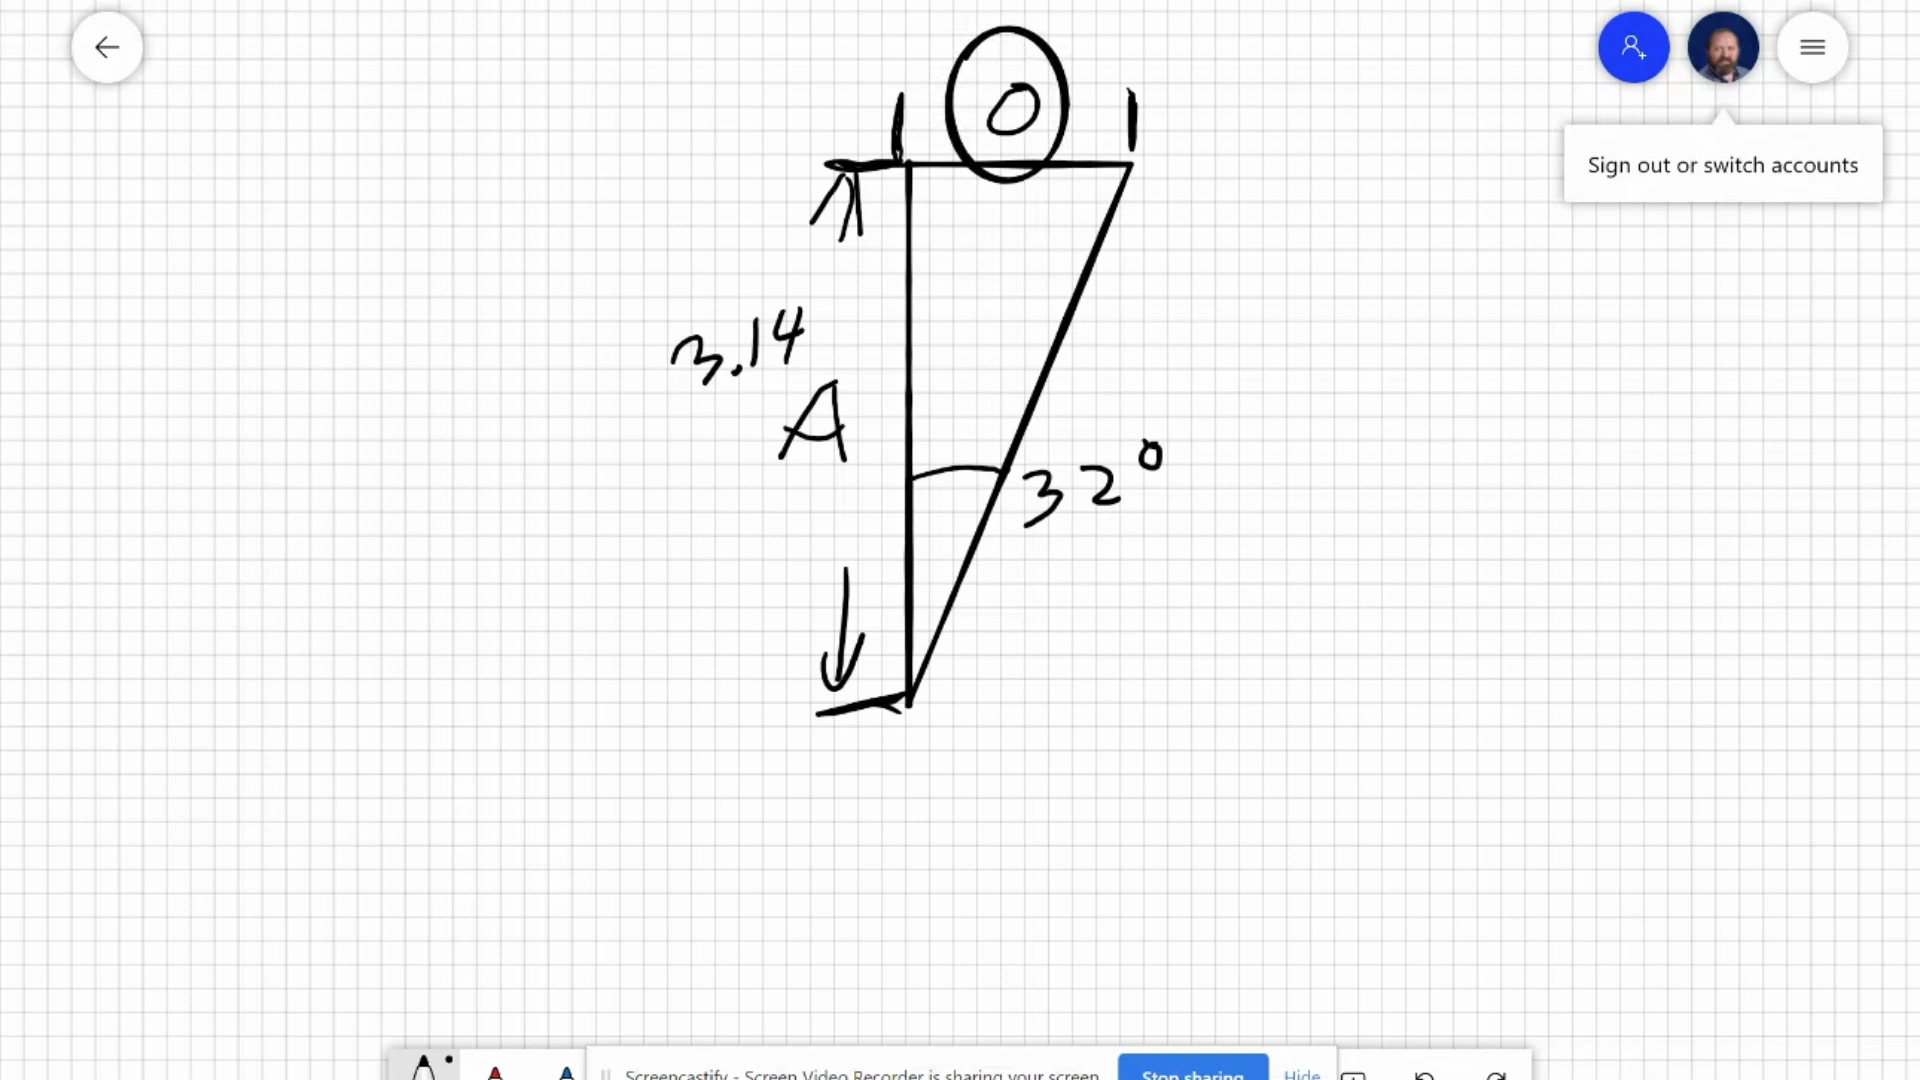 O
Sign out or switch accounts
3.14
A
32°
Screencastify - Screen Video Recorder is sharing your screen.
Stop sharing
Hide